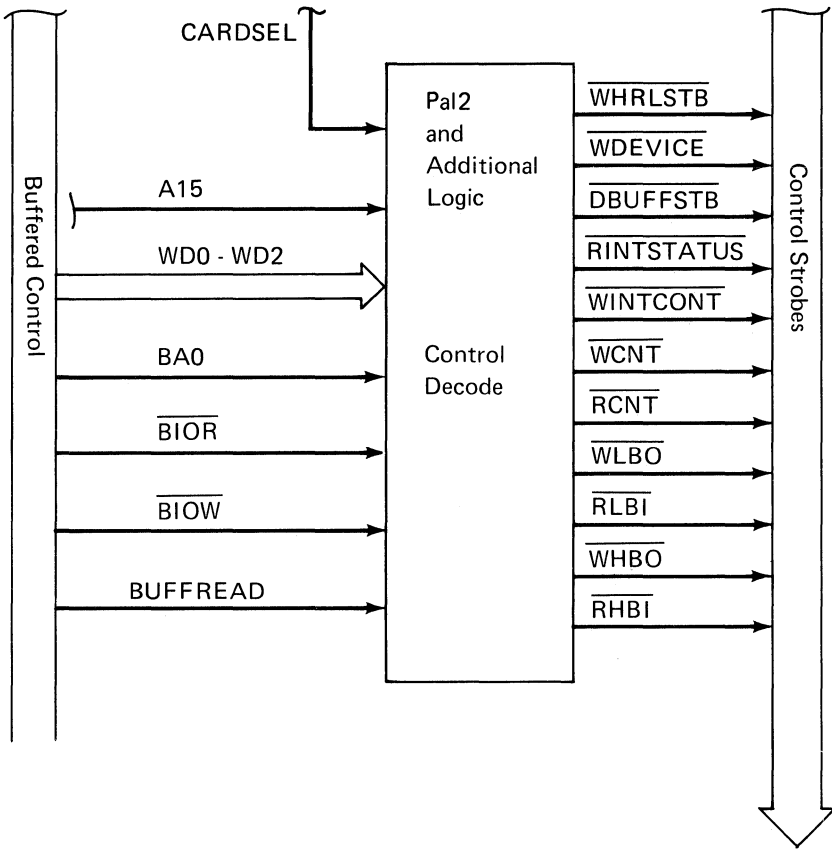 CARDSEL
Buffered Control
A15
WD0 - WD2
BA0
BIOR
BIOW
BUFFREAD
Pal2
and
Additional
Logic
Control
Decode
WHRLSTB
WDEVICE
DBUFFSTB
RINTSTATUS
WINTCONT
WCNT
RCNT
WLBO
RLBI
WHBO
RHBI
Control Strobes